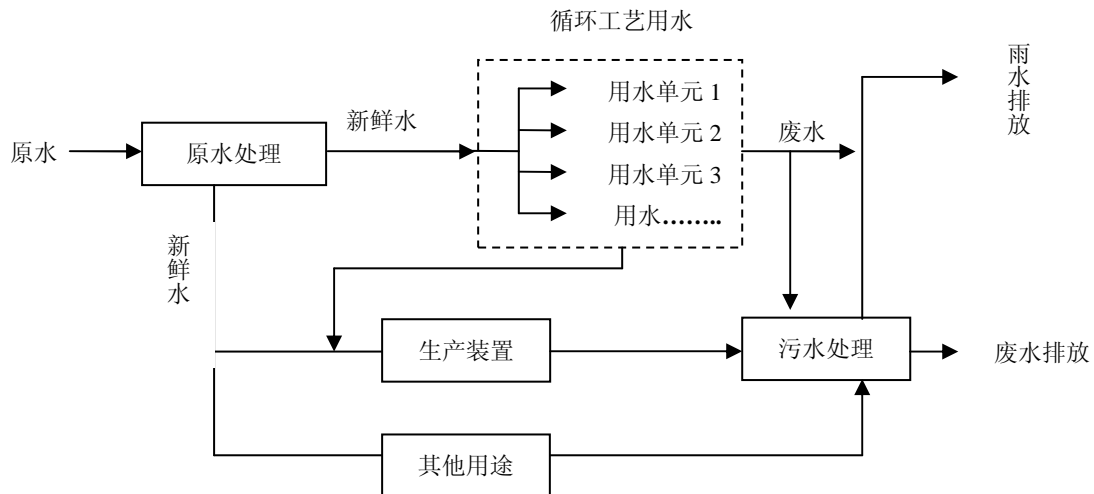 循环工艺用水
雨水排放
用水单元 1
新鲜水
用水单元 2
废水
原水
原水处理
用水单元 3
用水……..
新鲜水
生产装置
污水处理
废水排放
其他用途